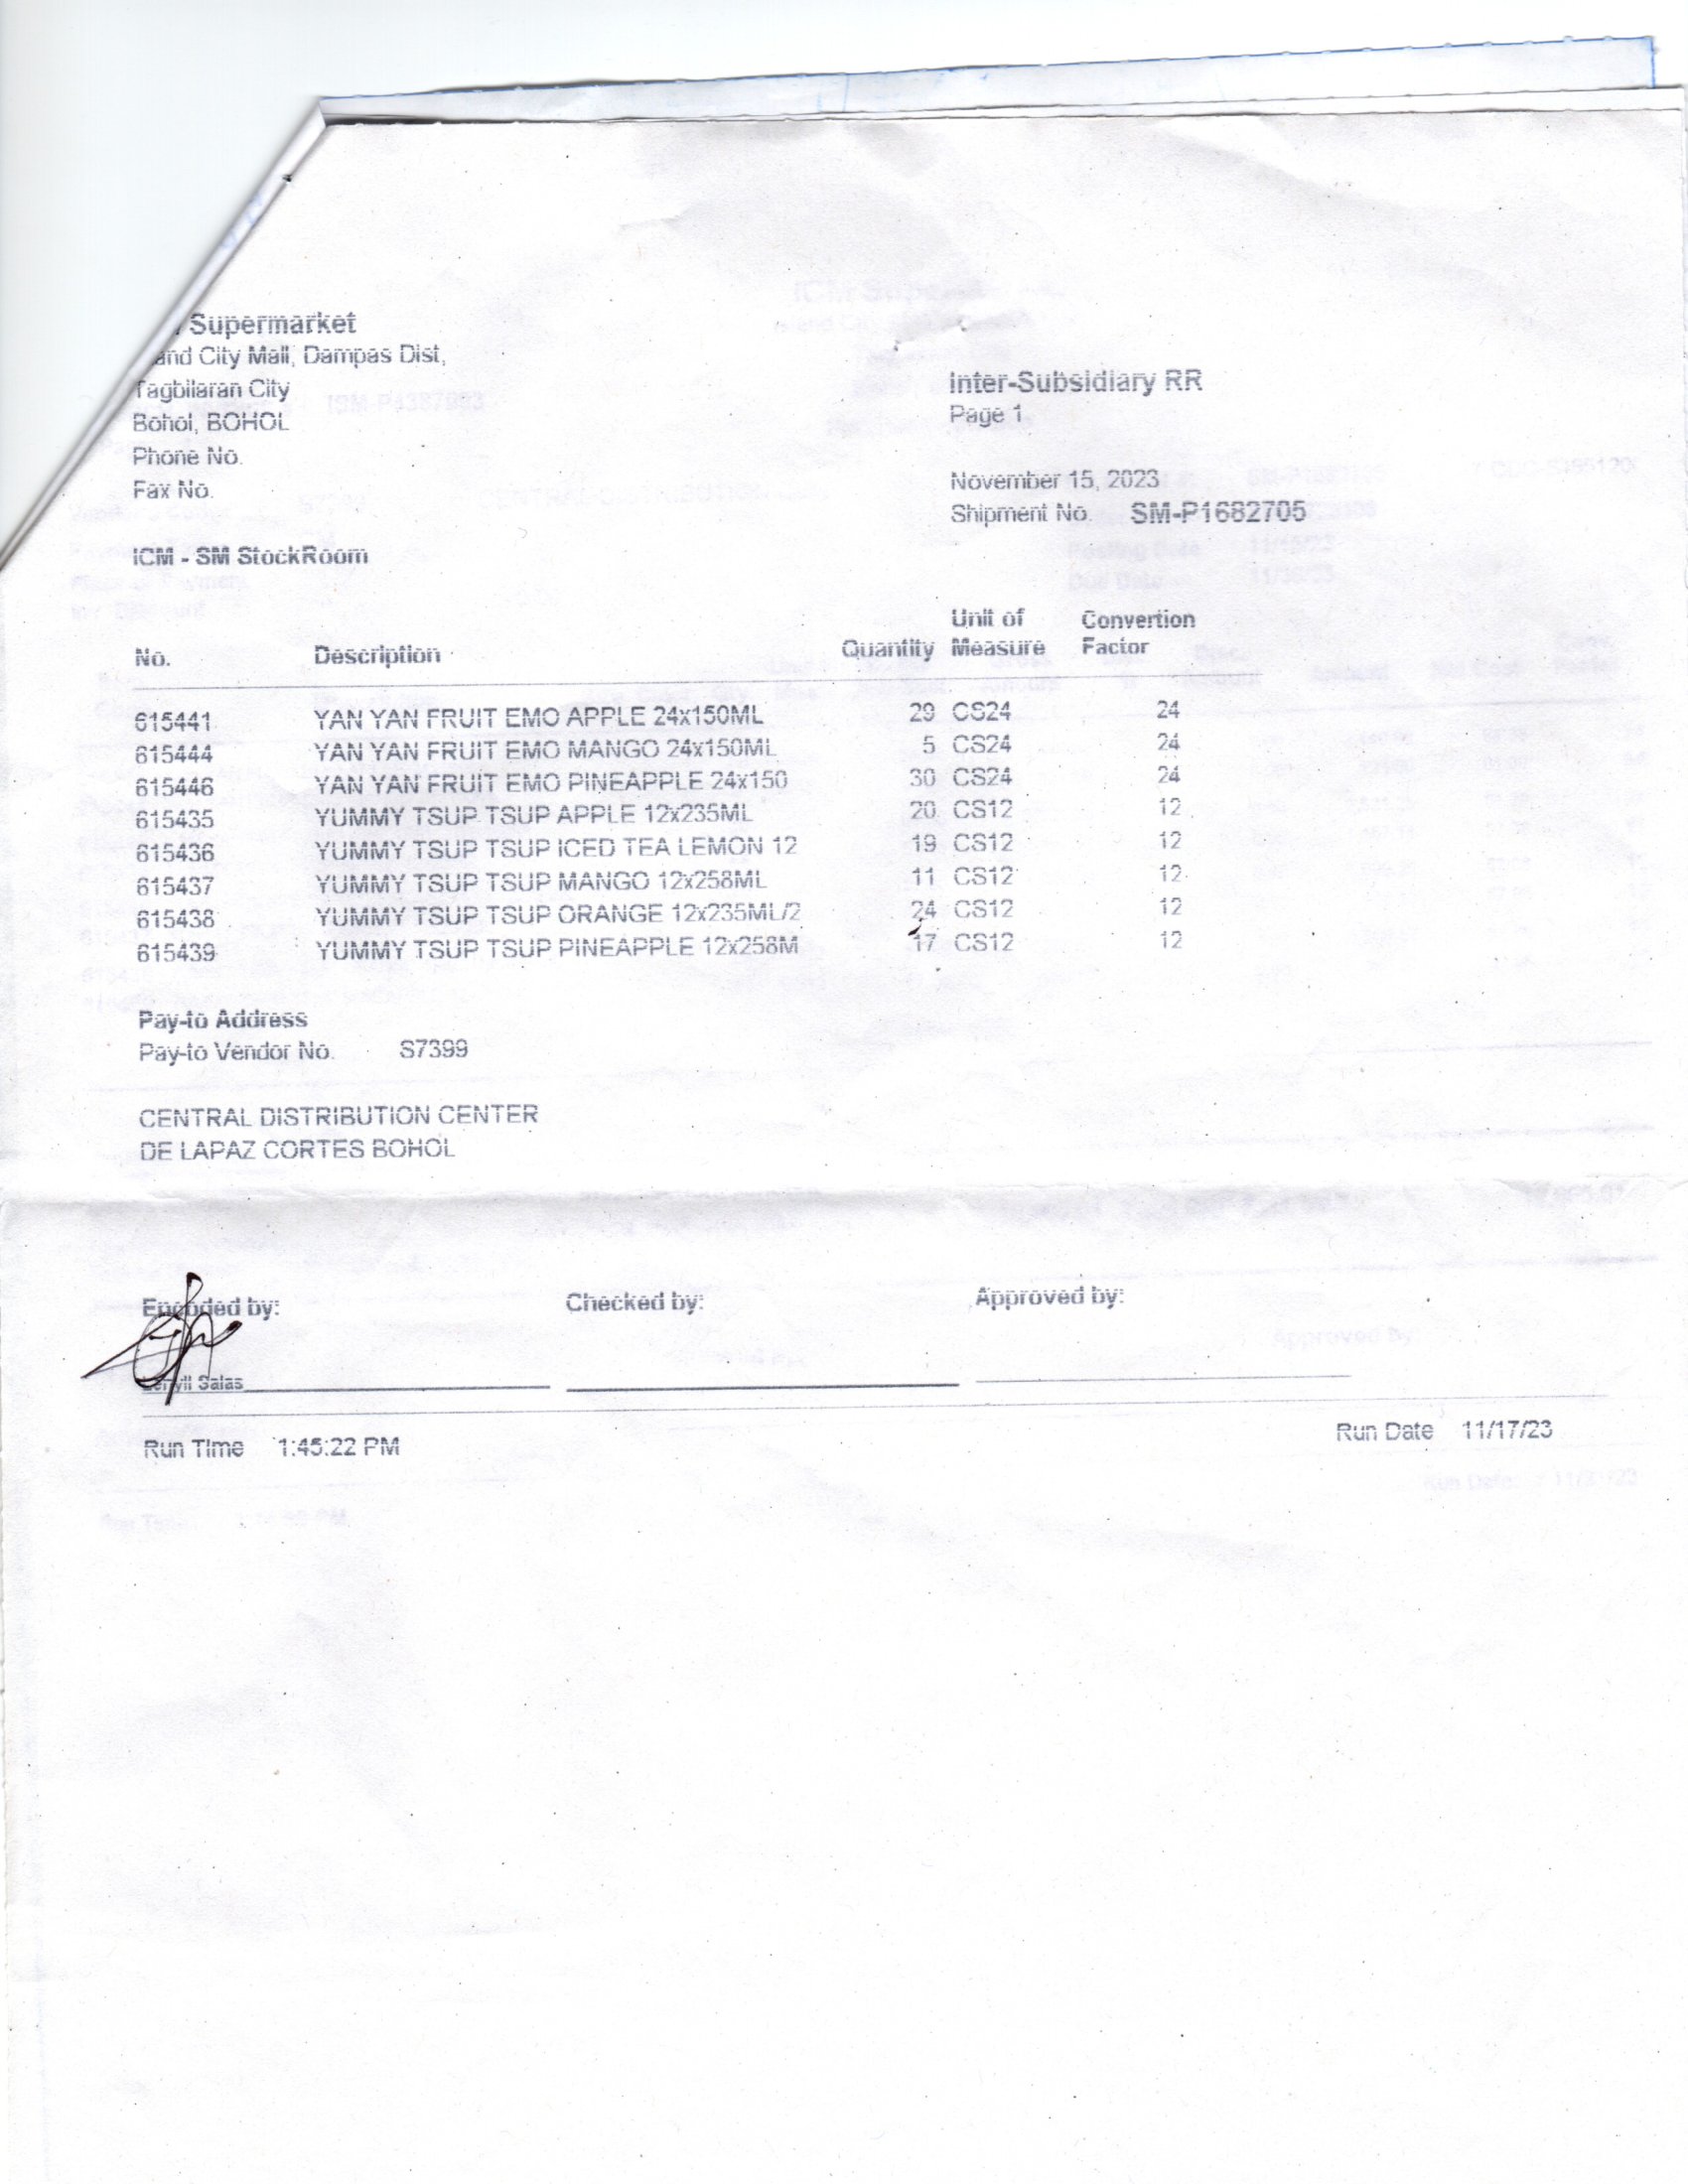 Supermarket
and City Mall, Dampas Dist,
Tagbilaran City
Bohol, BOHOL
Phone No.
Fax No.
ICM - SM StockRoom
Inter-Subsidiary RR
Page 1
November 15, 2023
Shipment No. SM-P1682705
No. Description Quantity Unit of Measure Convertion Factor
615441 YAN YAN FRUIT EMO APPLE 24x150ML 29 CS24 24
615444 YAN YAN FRUIT EMO MANGO 24x150ML 5 CS24 24
615446 YAN YAN FRUIT EMO PINEAPPLE 24x150 30 CS24 24
615435 YUMMY TSUP TSUP APPLE 12x235ML 20 CS12 12
615436 YUMMY TSUP TSUP ICED TEA LEMON 12 19 CS12 12
615437 YUMMY TSUP TSUP MANGO 12x258ML 11 CS12 12
615438 YUMMY TSUP TSUP ORANGE 12x235ML/2 24 CS12 12
615439 YUMMY TSUP TSUP PINEAPPLE 12x258M 17 CS12 12
Pay-to Address
Pay-to Vendor No. S7399
CENTRAL DISTRIBUTION CENTER
DE LAPAZ CORTES BOHOL
Encoded by: Checked by: Approved by:
Salas
Run Time 1:45:22 PM Run Date 11/17/23